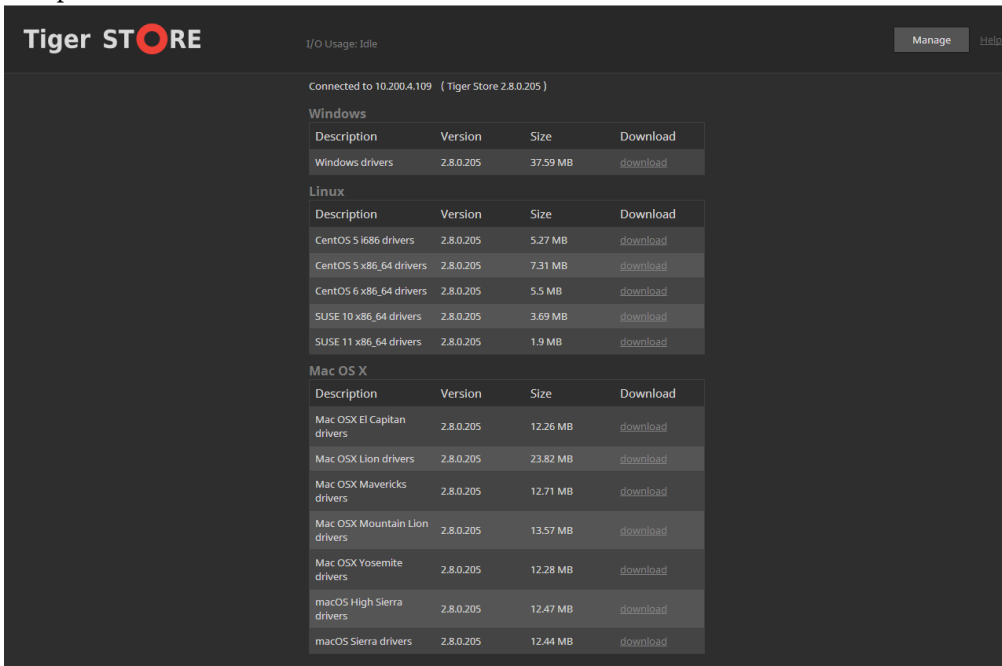 Tiger STORE
I/O Usage: Idle
Manage
Help
Connected to 10.200.4.109 ( Tiger Store 2.8.0.205 )
Windows
Description Version Size Download
Windows drivers 2.8.0.205 37.59 MB download
Linux
Description Version Size Download
CentOS 5 i686 drivers 2.8.0.205 5.27 MB download
CentOS 5 x86_64 drivers 2.8.0.205 7.31 MB download
CentOS 6 x86_64 drivers 2.8.0.205 5.5 MB download
SUSE 10 x86_64 drivers 2.8.0.205 3.69 MB download
SUSE 11 x86_64 drivers 2.8.0.205 1.9 MB download
Mac OS X
Description Version Size Download
Mac OSX El Capitan
drivers 2.8.0.205 12.26 MB download
Mac OSX Lion drivers 2.8.0.205 23.82 MB download
Mac OSX Mavericks
drivers 2.8.0.205 12.71 MB download
Mac OSX Mountain Lion
drivers 2.8.0.205 13.57 MB download
Mac OSX Yosemite
drivers 2.8.0.205 12.28 MB download
macOS High Sierra
drivers 2.8.0.205 12.47 MB download
macOS Sierra drivers 2.8.0.205 12.44 MB download